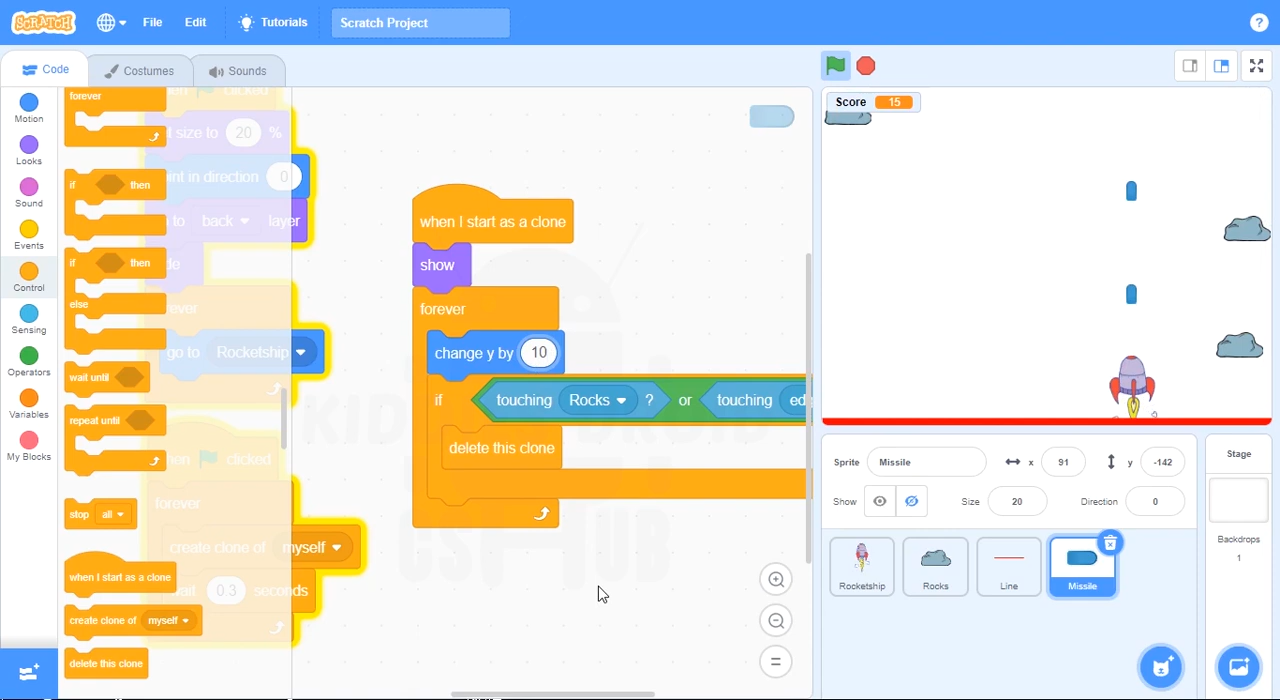 SCRATCH
File
Edit
Tutorials
Scratch Project
?
Code
Costumes
Sounds
Motion
Looks
Sound
Events
Control
Sensing
Operators
Variables
My Blocks
forever
if then
if then
else
wait until
repeat until
stop all
when I start as a clone
create clone of myself
delete this clone
size to 20 %
in direction 0
to back layer
go to Rocketship
clicked
forever
create clone of myself
0.3 seconds
when I start as a clone
show
forever
change y by 10
if touching Rocks ? or touching
delete this clone
Score 15
Sprite Missile x 91 y -142
Show Size 20 Direction 0
Rocketship
Rocks
Line
Missile
Stage
Backdrops
1